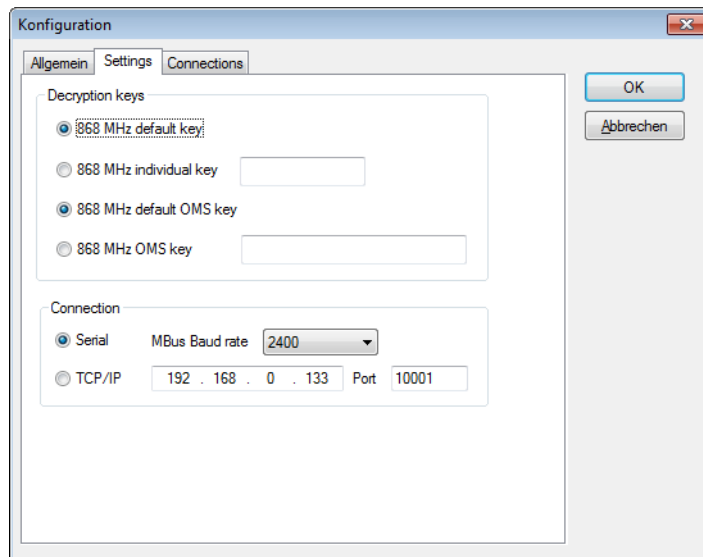 Konfiguration
Allgemein Settings Connections
Decryption keys
OK
868 MHz default key
Abbrechen
868 MHz individual key
868 MHz default OMS key
868 MHz OMS key
Connection
Serial MBus Baud rate 2400
TCP/IP 192 . 168 . 0 . 133 Port 10001